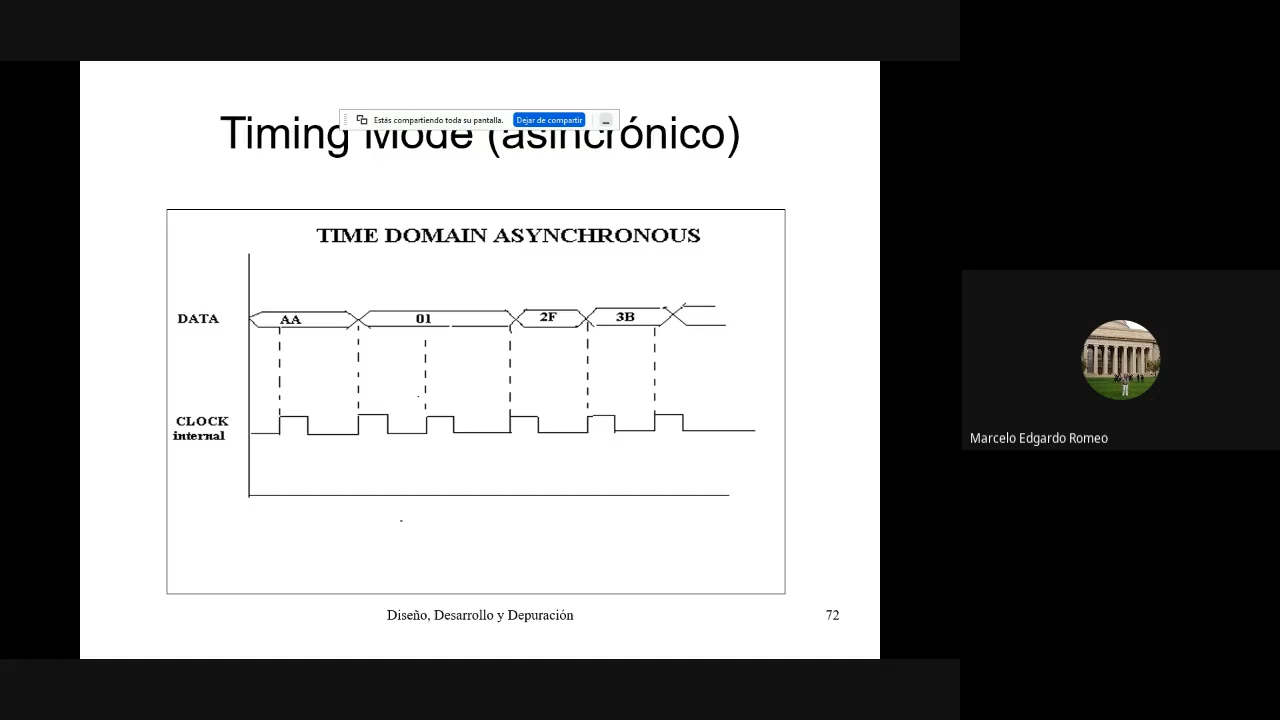 Estás compartiendo toda su pantalla. Dejar de compartir
Timing Mode (asincrónico)
TIME DOMAIN ASYNCHRONOUS
DATA AA 01 2F 3B
CLOCK
internal
Marcelo Edgardo Romeo
Diseño, Desarrollo y Depuración 72